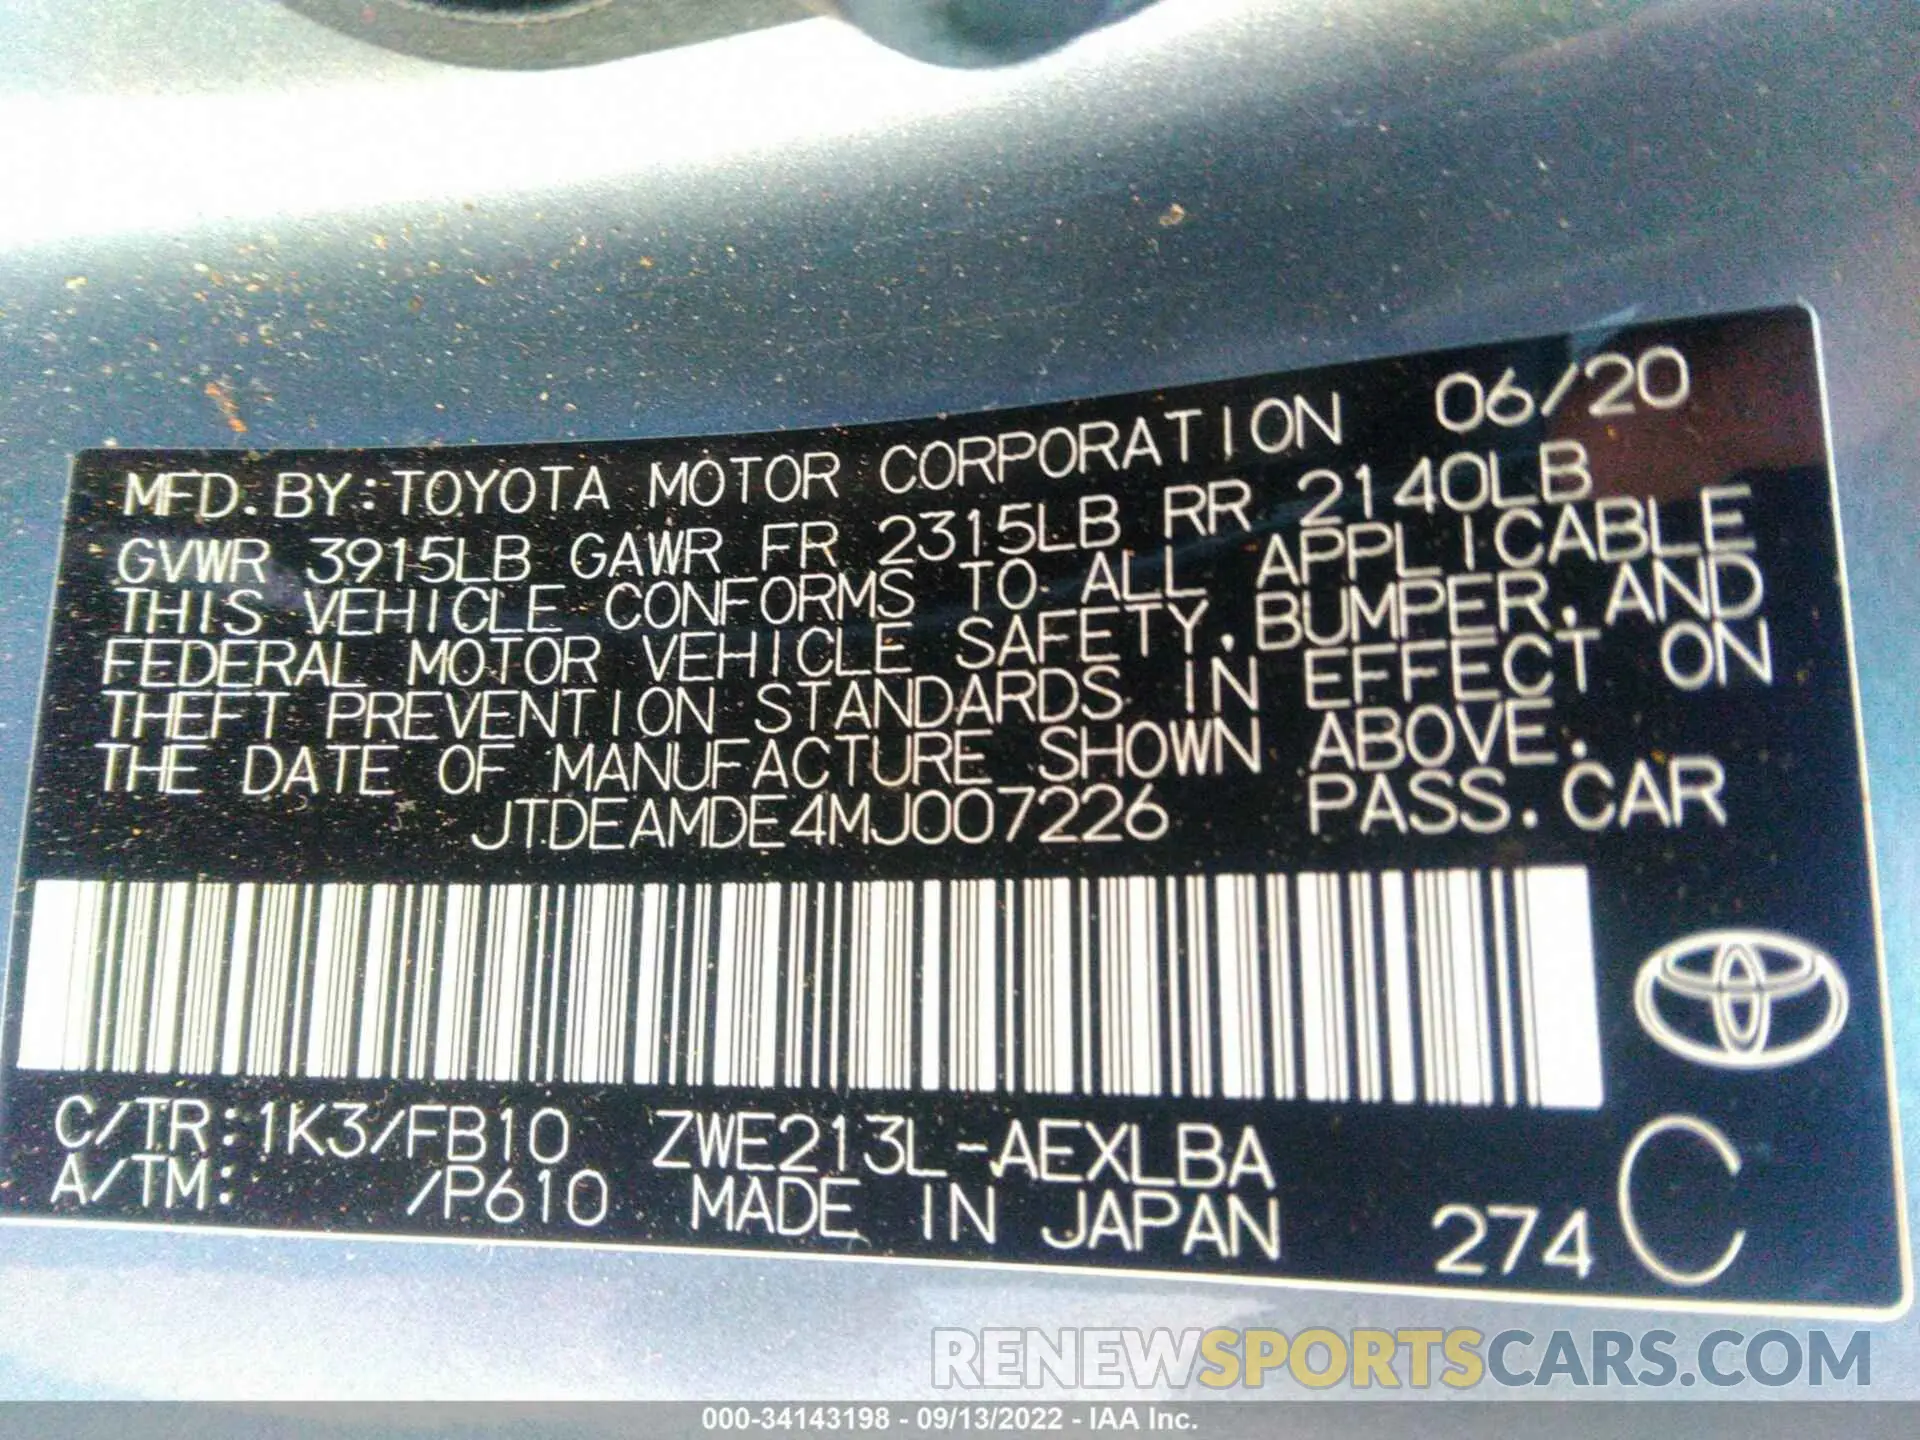 MFD. BY: TOYOTA MOTOR CORPORATION 06/20
GVWR 3915LB GAWR FR 2315LB RR 2140LB
THIS VEHICLE CONFORMS TO ALL APPLICABLE
FEDERAL MOTOR VEHICLE SAFETY, BUMPER, AND
THEFT PREVENTION STANDARDS IN EFFECT ON
THE DATE OF MANUFACTURE SHOWN ABOVE.
JTDEAMDE4MJ007226 PASS. CAR
C/TR: 1K3/FB10 ZWE213L-AEXLBA
A/TM: /P610 MADE IN JAPAN 274 C
RENEWSPORTSCARS.COM
000-34143198 - 09/13/2022 - IAA Inc.